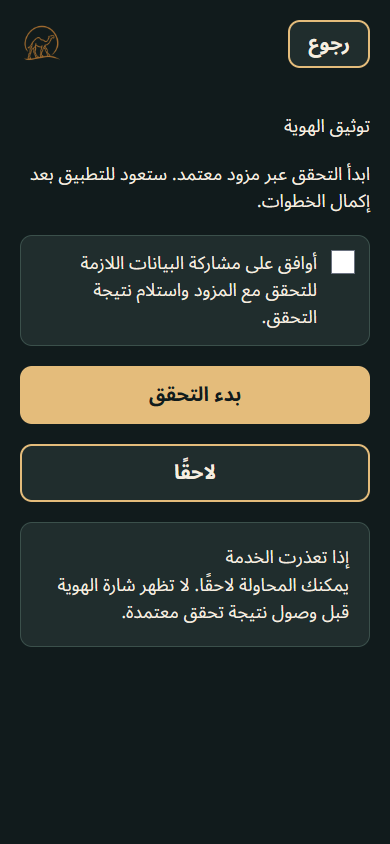 رجوع
توثيق الهوية
ابدأ التحقق عبر مزود معتمد. ستعود للتطبيق بعد
إكمال الخطوات.
أوافق على مشاركة البيانات اللازمة
للتحقق مع المزود واستلام نتيجة
التحقق.
بدء التحقق
لاحقًا
إذا تعذرت الخدمة
يمكنك المحاولة لاحقًا. لا تظهر شارة الهوية
قبل وصول نتيجة تحقق معتمدة.